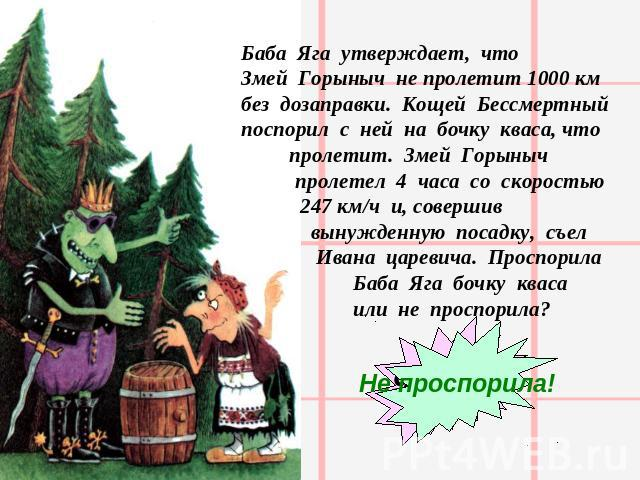 Баба Яга утверждает, что
Змей Горыныч не пролетит 1000 км
без дозаправки. Кощей Бессмертный
поспорил с ней на бочку кваса, что
пролетит. Змей Горыныч
пролетел 4 часа со скоростью
247 км/ч и, совершив
вынужденную посадку, съел
Ивана царевича. Проспорила
Баба Яга бочку кваса
или не проспорила?
Не проспорила!
PPt4WEB.ru